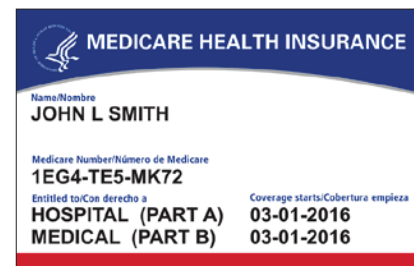 MEDICARE HEALTH INSURANCE
Name/Nombre
JOHN L SMITH
Medicare Number/Número de Medicare
1EG4-TE5-MK72
Entitled to/Con derecho a
HOSPITAL (PART A)
MEDICAL (PART B)
Coverage starts/Cobertura empieza
03-01-2016
03-01-2016